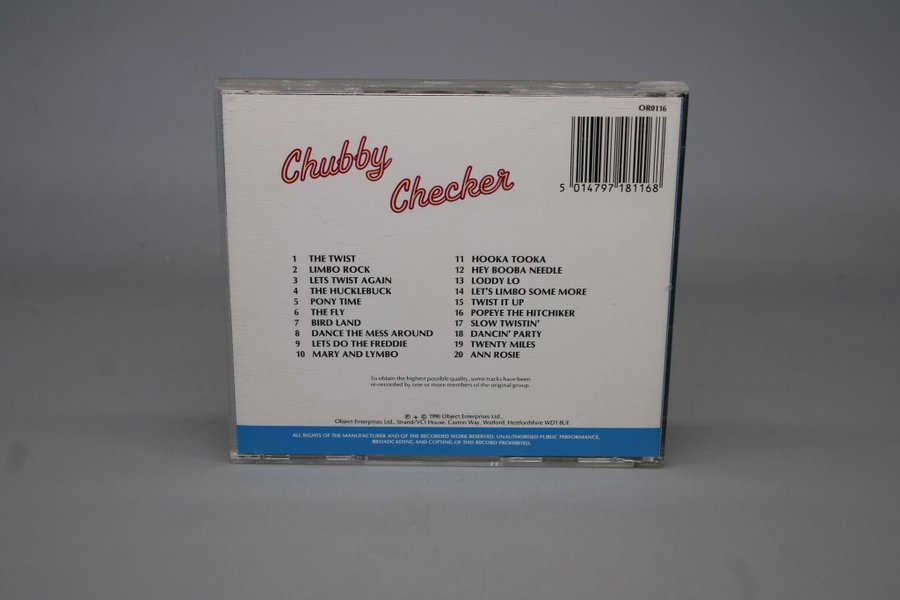 OR0116
5 014797 181168
Chubby
Checker
1 THE TWIST
2 LIMBO ROCK
3 LETS TWIST AGAIN
4 THE HUCKLEBUCK
5 PONY TIME
6 THE FLY
7 BIRD LAND
8 DANCE THE MESS AROUND
9 LETS DO THE FREDDIE
10 MARY AND LYMBO
11 HOOKA TOOKA
12 HEY BOOBA NEEDLE
13 LODDY LO
14 LET'S LIMBO SOME MORE
15 TWIST IT UP
16 POPEYE THE HITCHIKER
17 SLOW TWISTIN'
18 DANCIN' PARTY
19 TWENTY MILES
20 ANN ROSIE
To obtain the highest possible quality, some tracks have been
re-recorded by one or more members of the original group.
℗ + © 1990 Object Enterprises Ltd.,
Object Enterprises Ltd., Strand/VCI House, Caxton Way, Watford, Hertfordshire WD1 8UF.
ALL RIGHTS OF THE MANUFACTURER AND OF THE RECORDED WORK RESERVED. UNAUTHORISED PUBLIC PERFORMANCE,
BROADCASTING AND COPYING OF THIS RECORD PROHIBITED.